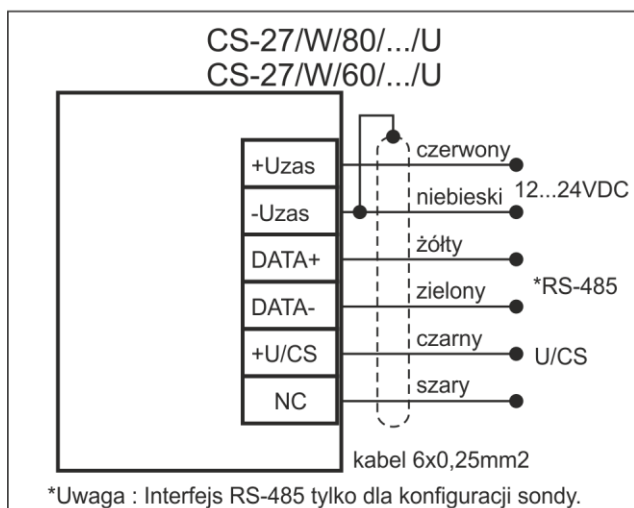 CS-27/W/80/.../U
CS-27/W/60/.../U
+Uzas czerwony
12...24VDC
-Uzas niebieski
DATA+ żółty
*RS-485
DATA- zielony
+U/CS czarny U/CS
NC szary
kabel 6x0,25mm2
*Uwaga : Interfejs RS-485 tylko dla konfiguracji sondy.